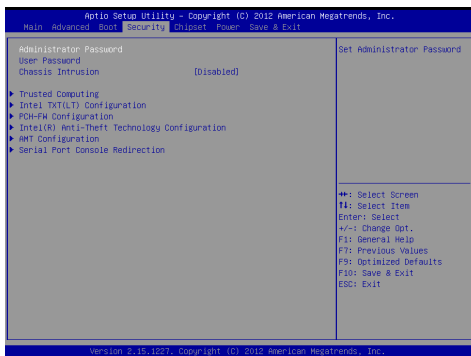 Aptio Setup Utility – Copyright (C) 2012 American Megatrends, Inc.
Main Advanced Boot Security Chipset Power Save & Exit
Administrator Password
User Password
Chassis Intrusion [Disabled]
▶ Trusted Computing
▶ Intel TXT(LT) Configuration
▶ PCH-FW Configuration
▶ Intel(R) Anti-Theft Technology Configuration
▶ AMT Configuration
▶ Serial Port Console Redirection
Set Administrator Password
→←: Select Screen
↑↓: Select Item
Enter: Select
+/-: Change Opt.
F1: General Help
F7: Previous Values
F9: Optimized Defaults
F10: Save & Exit
ESC: Exit
Version 2.15.1227. Copyright (C) 2012 American Megatrends, Inc.